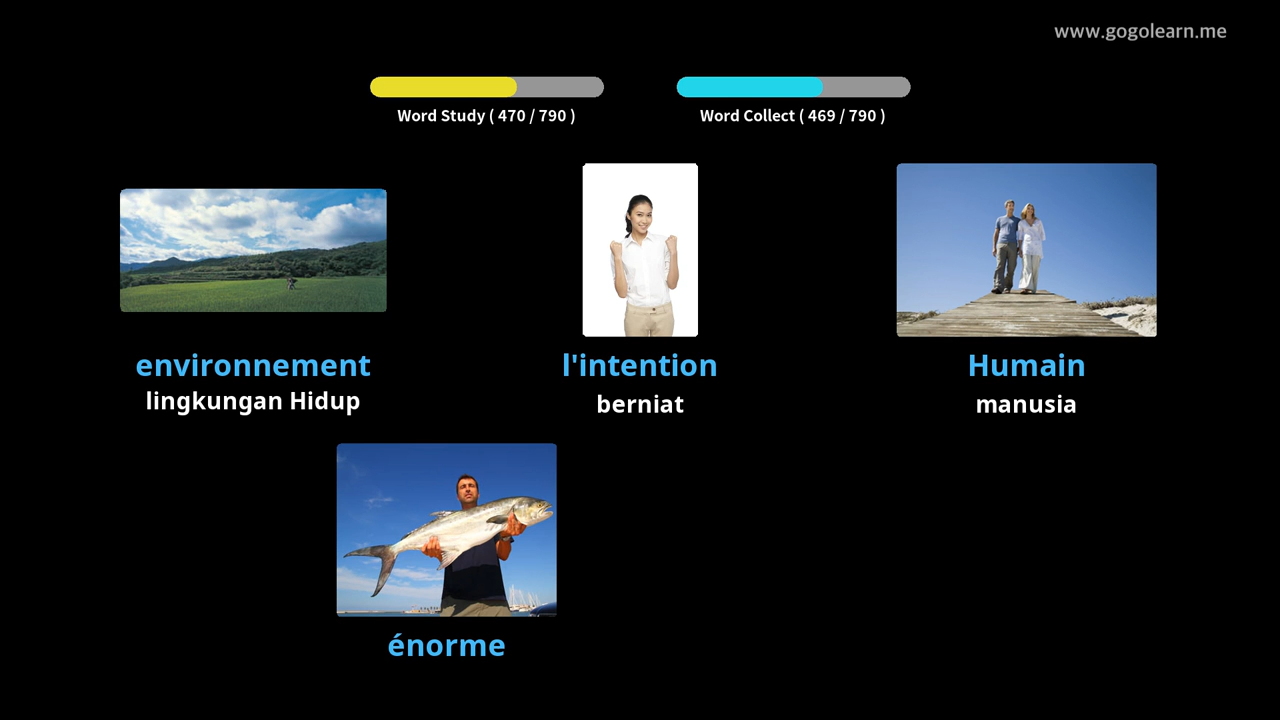 www.gogolearn.me
Word Study ( 470 / 790 )
Word Collect ( 469 / 790 )
environnement
lingkungan Hidup
l'intention
berniat
Humain
manusia
énorme